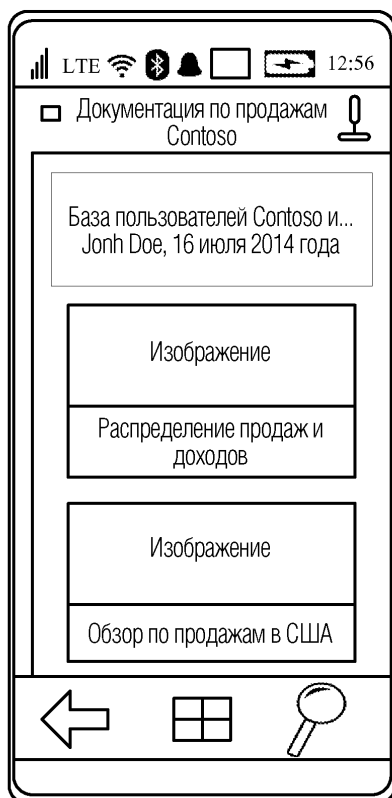 LTE 12:56
Документация по продажам
Contoso
База пользователей Contoso и...
Jonh Doe, 16 июля 2014 года
Изображение
Распределение продаж и
доходов
Изображение
Обзор по продажам в США